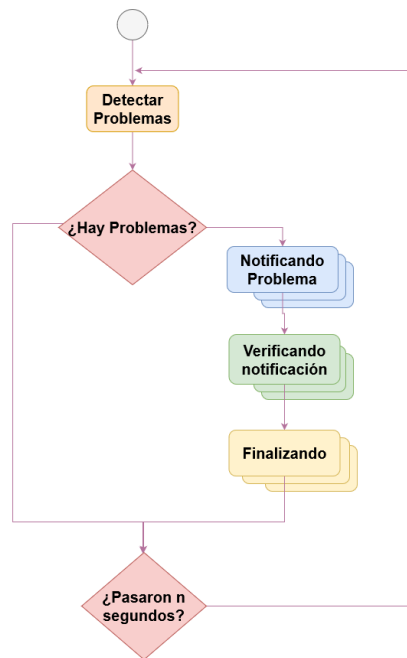 Detectar
Problemas
¿Hay Problemas?
Notificando
Problema
Verificando
notificación
Finalizando
¿Pasaron n
segundos?